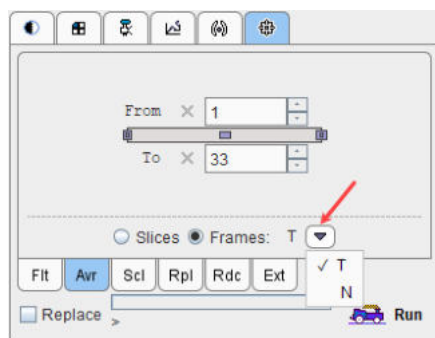 From × 1
To × 33
Slices Frames: T
✓ T
N
Flt Avr Scl Rpl Rdc Ext
Replace > Run